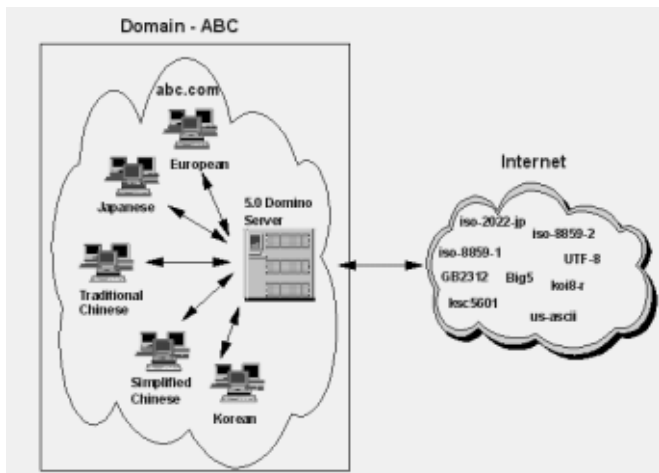 Domain - ABC
abc.com
European
Japanese
5.0 Domino
Server
Traditional
Chinese
Simplified
Chinese
Korean
Internet
iso-2022-jp
iso-8859-2
iso-8859-1
UTF-8
GB2312
Big5
koi8-r
ksc5601
us-ascii